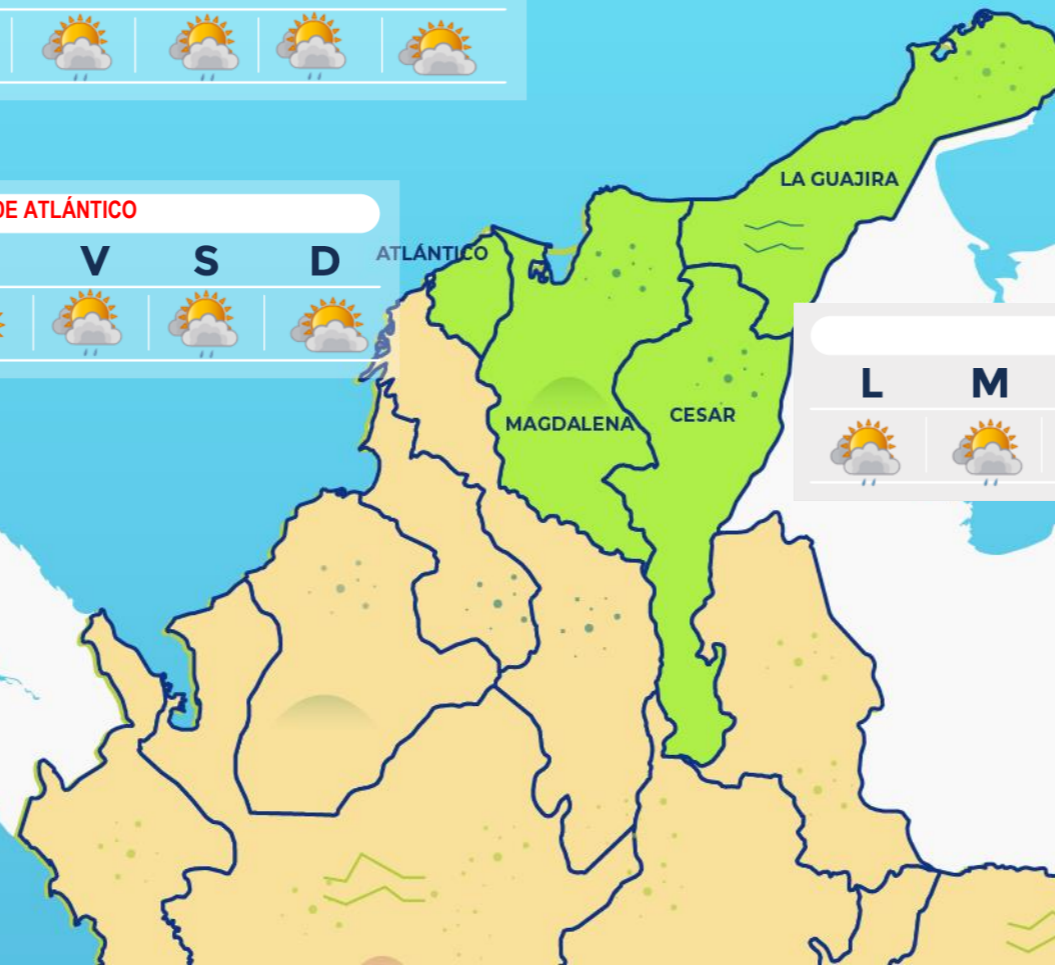 LA GUAJIRA
DE ATLÁNTICO
V S D
ATLÁNTICO
L M
MAGDALENA
CESAR